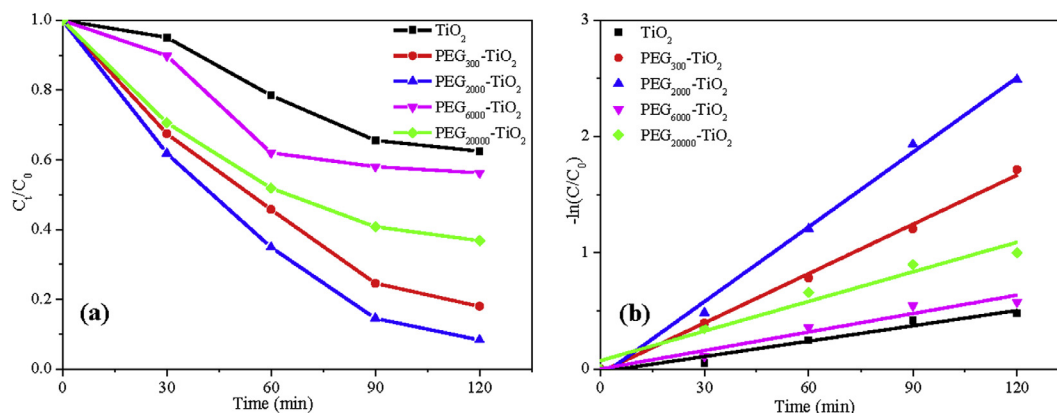 1.0
0.8
0.6
0.4
0.2
0.0
0
30
60
90
120
C_t/C_0
Time (min)
(a)
TiO₂
PEG₃₀₀-TiO₂
PEG₂₀₀₀-TiO₂
PEG₆₀₀₀-TiO₂
PEG₂₀₀₀₀-TiO₂
3
2
1
0
0
30
60
90
120
-ln(C/C₀)
Time (min)
(b)
TiO₂
PEG₃₀₀-TiO₂
PEG₂₀₀₀-TiO₂
PEG₆₀₀₀-TiO₂
PEG₂₀₀₀₀-TiO₂